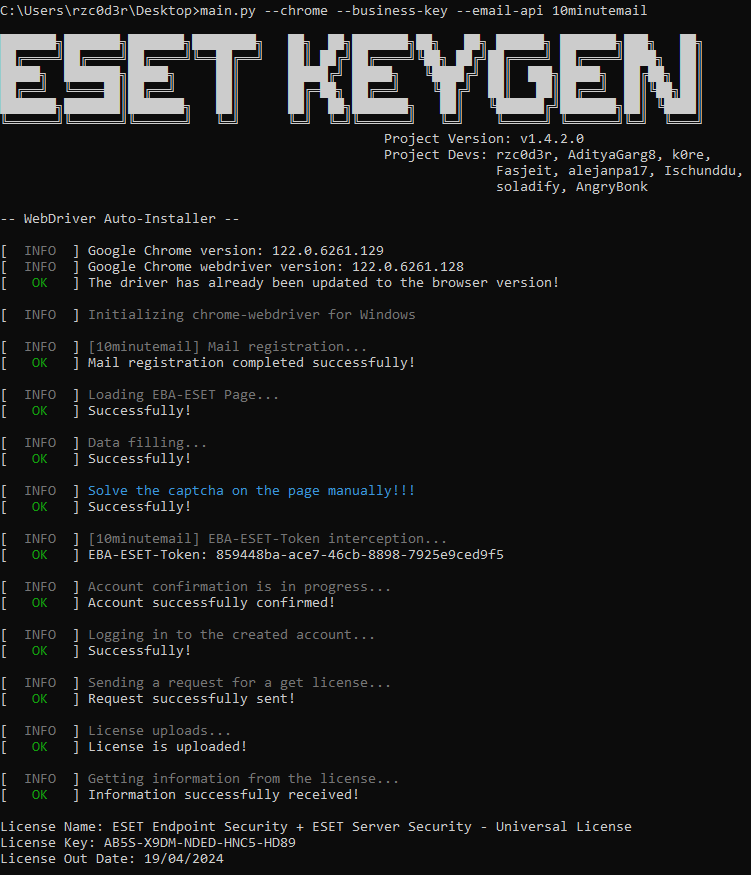 C:\Users\rzc0d3r\Desktop>main.py --chrome --business-key --email-api 10minutemail
ESET KEYGEN
Project Version: v1.4.2.0
Project Devs: rzc0d3r, AdityaGarg8, k0re,
Fasjeit, alejanpa17, Ischunddu,
soladify, AngryBonk
-- WebDriver Auto-Installer --
[ INFO ] Google Chrome version: 122.0.6261.129
[ INFO ] Google Chrome webdriver version: 122.0.6261.128
[ OK ] The driver has already been updated to the browser version!
[ INFO ] Initializing chrome-webdriver for Windows
[ INFO ] [10minutemail] Mail registration...
[ OK ] Mail registration completed successfully!
[ INFO ] Loading EBA-ESET Page...
[ OK ] Successfully!
[ INFO ] Data filling...
[ OK ] Successfully!
[ INFO ] Solve the captcha on the page manually!!!
[ OK ] Successfully!
[ INFO ] [10minutemail] EBA-ESET-Token interception...
[ OK ] EBA-ESET-Token: 859448ba-ace7-46cb-8898-7925e9ced9f5
[ INFO ] Account confirmation is in progress...
[ OK ] Account successfully confirmed!
[ INFO ] Logging in to the created account...
[ OK ] Successfully!
[ INFO ] Sending a request for a get license...
[ OK ] Request successfully sent!
[ INFO ] License uploads...
[ OK ] License is uploaded!
[ INFO ] Getting information from the license...
[ OK ] Information successfully received!
License Name: ESET Endpoint Security + ESET Server Security - Universal License
License Key: AB5S-X9DM-NDED-HNC5-HD89
License Out Date: 19/04/2024